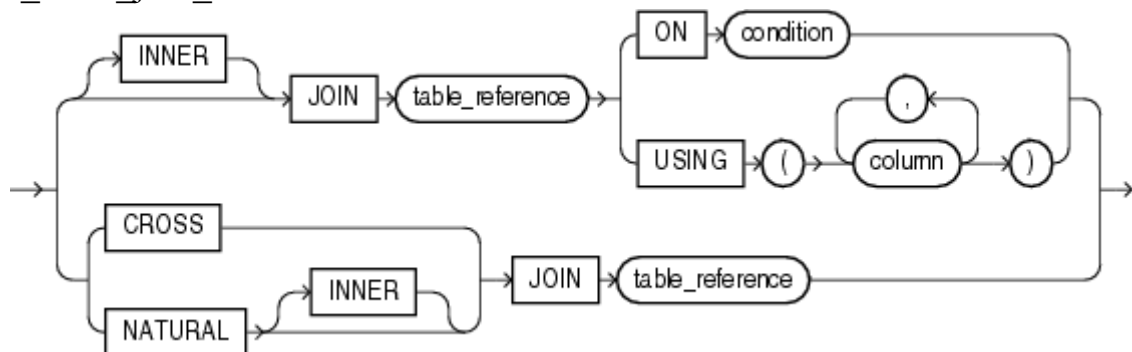 INNER
JOIN
table_reference
ON
condition
USING
(
,
column
)
CROSS
NATURAL
INNER
JOIN
table_reference